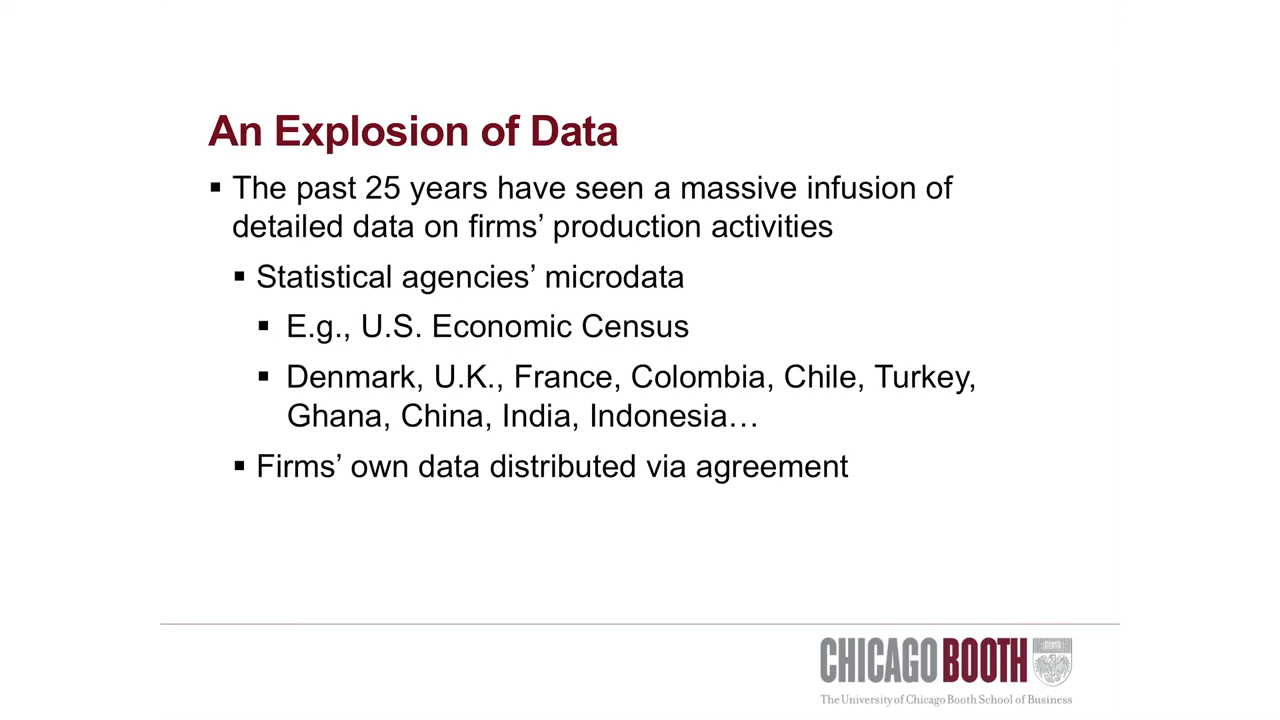 An Explosion of Data
▪ The past 25 years have seen a massive infusion of
detailed data on firms’ production activities
▪ Statistical agencies’ microdata
▪ E.g., U.S. Economic Census
▪ Denmark, U.K., France, Colombia, Chile, Turkey,
Ghana, China, India, Indonesia…
▪ Firms’ own data distributed via agreement
CHICAGO BOOTH
The University of Chicago Booth School of Business